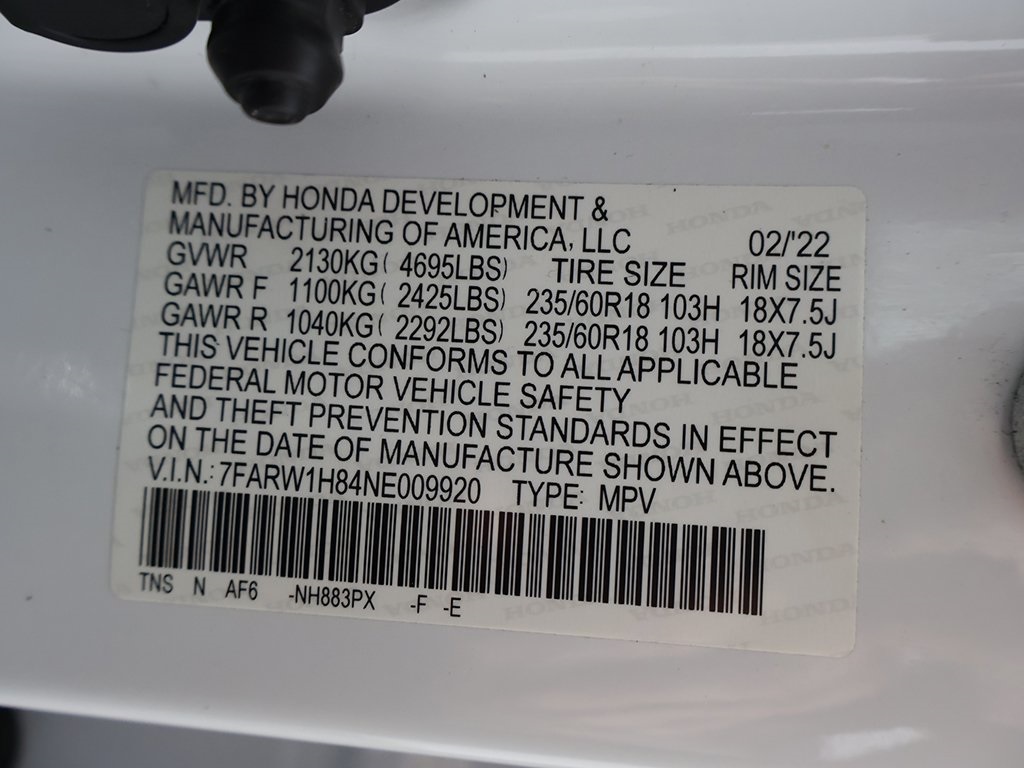 MFD. BY HONDA DEVELOPMENT &
MANUFACTURING OF AMERICA, LLC 02/'22
GVWR 2130KG( 4695LBS) TIRE SIZE RIM SIZE
GAWR F 1100KG( 2425LBS) 235/60R18 103H 18X7.5J
GAWR R 1040KG( 2292LBS) 235/60R18 103H 18X7.5J
THIS VEHICLE CONFORMS TO ALL APPLICABLE
FEDERAL MOTOR VEHICLE SAFETY
AND THEFT PREVENTION STANDARDS IN EFFECT
ON THE DATE OF MANUFACTURE SHOWN ABOVE.
V.I.N.: 7FARW1H84NE009920 TYPE: MPV
TNS N AF6 -NH883PX -F -E